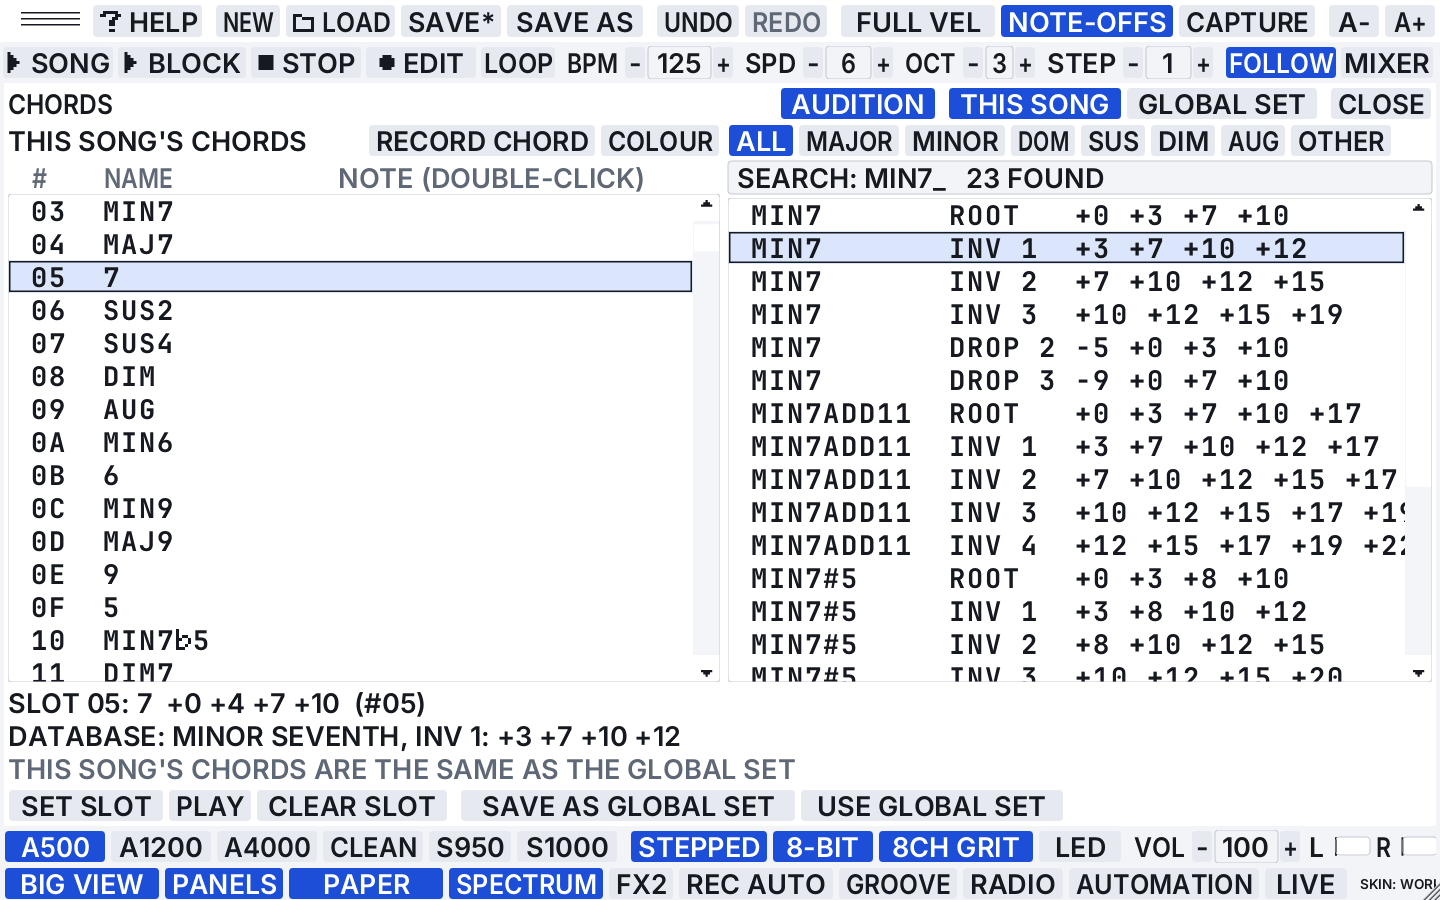 HELP NEW LOAD SAVE* SAVE AS UNDO REDO FULL VEL NOTE-OFFS CAPTURE A- A+
SONG BLOCK STOP EDIT LOOP BPM - 125 + SPD - 6 + OCT - 3 + STEP - 1 + FOLLOW MIXER
CHORDS AUDITION THIS SONG GLOBAL SET CLOSE
THIS SONG'S CHORDS RECORD CHORD COLOUR ALL MAJOR MINOR DOM SUS DIM AUG OTHER
# NAME NOTE (DOUBLE-CLICK) SEARCH: MIN7_ 23 FOUND
03 MIN7
04 MAJ7
05 7
06 SUS2
07 SUS4
08 DIM
09 AUG
0A MIN6
0B 6
0C MIN9
0D MAJ9
0E 9
0F 5
10 MIN7b5
11 DIM7
MIN7 ROOT +0 +3 +7 +10
MIN7 INV 1 +3 +7 +10 +12
MIN7 INV 2 +7 +10 +12 +15
MIN7 INV 3 +10 +12 +15 +19
MIN7 DROP 2 -5 +0 +3 +10
MIN7 DROP 3 -9 +0 +7 +10
MIN7ADD11 ROOT +0 +3 +7 +10 +17
MIN7ADD11 INV 1 +3 +7 +10 +12 +17
MIN7ADD11 INV 2 +7 +10 +12 +15 +17
MIN7ADD11 INV 3 +10 +12 +15 +17 +19
MIN7ADD11 INV 4 +12 +15 +17 +19 +22
MIN7#5 ROOT +0 +3 +8 +10
MIN7#5 INV 1 +3 +8 +10 +12
MIN7#5 INV 2 +8 +10 +12 +15
MIN7#5 INV 3 +10 +12 +15 +20
SLOT 05: 7 +0 +4 +7 +10 (#05)
DATABASE: MINOR SEVENTH, INV 1: +3 +7 +10 +12
THIS SONG'S CHORDS ARE THE SAME AS THE GLOBAL SET
SET SLOT PLAY CLEAR SLOT SAVE AS GLOBAL SET USE GLOBAL SET
A500 A1200 A4000 CLEAN S950 S1000 STEPPED 8-BIT 8CH GRIT LED VOL - 100 + L R
BIG VIEW PANELS PAPER SPECTRUM FX2 REC AUTO GROOVE RADIO AUTOMATION LIVE SKIN: